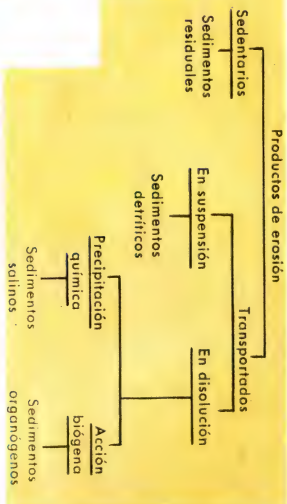 Productos de erosión
Sedentarios
Sedimentos
residuales
Transportados
En suspensión
Sedimentos
detríticos
En disolución
Precipitación
química
Sedimentos
salinos
Acción
biógena
Sedimentos
organógenos